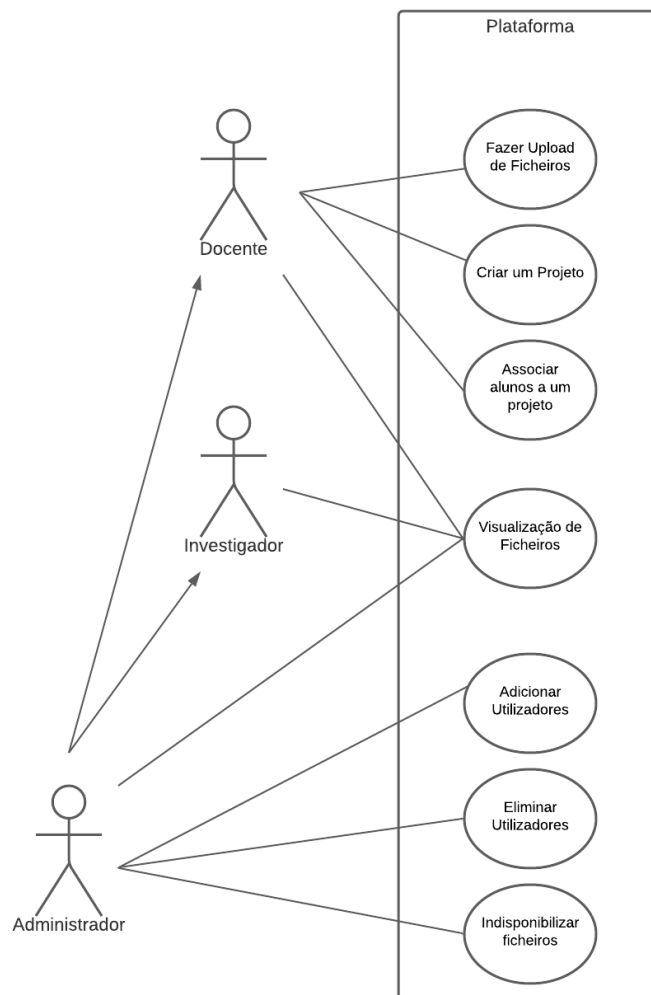 Plataforma
Fazer Upload
de Ficheiros
Docente
Criar um Projeto
Associar
alunos a um
projeto
Investigador
Visualização de
Ficheiros
Adicionar
Utilizadores
Eliminar
Utilizadores
Administrador
Indisponibilizar
ficheiros